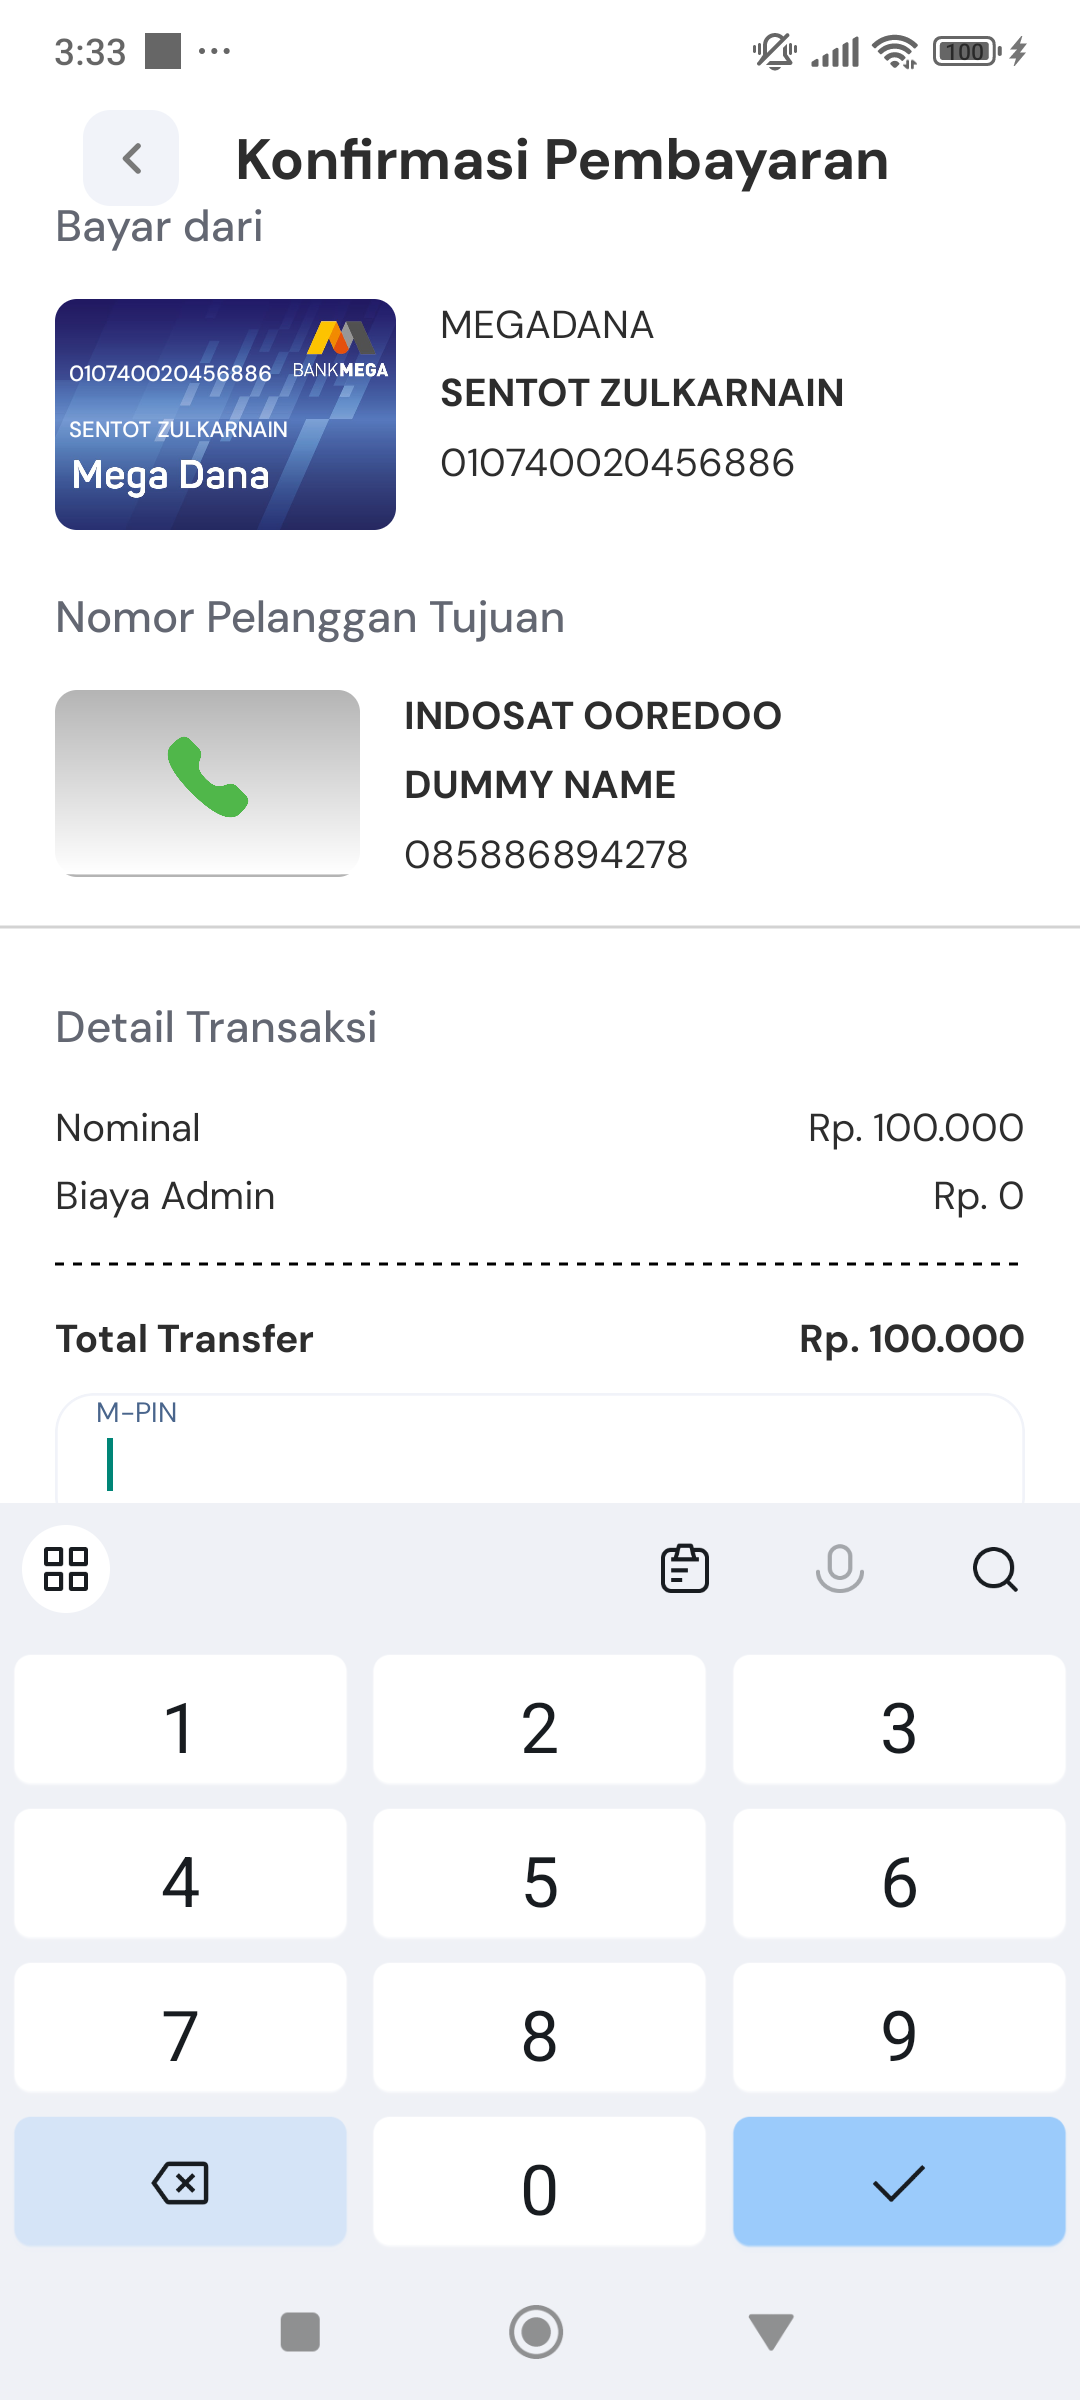 3:33
100
Konfirmasi Pembayaran
Bayar dari
010740020456886
BANKMEGA
SENTOT ZULKARNAIN
Mega Dana
MEGADANA
SENTOT ZULKARNAIN
010740020456886
Nomor Pelanggan Tujuan
INDOSAT OOREDOO
DUMMY NAME
085886894278
Detail Transaksi
Nominal Rp. 100.000
Biaya Admin Rp. 0
Total Transfer Rp. 100.000
M-PIN
1 2 3
4 5 6
7 8 9
0